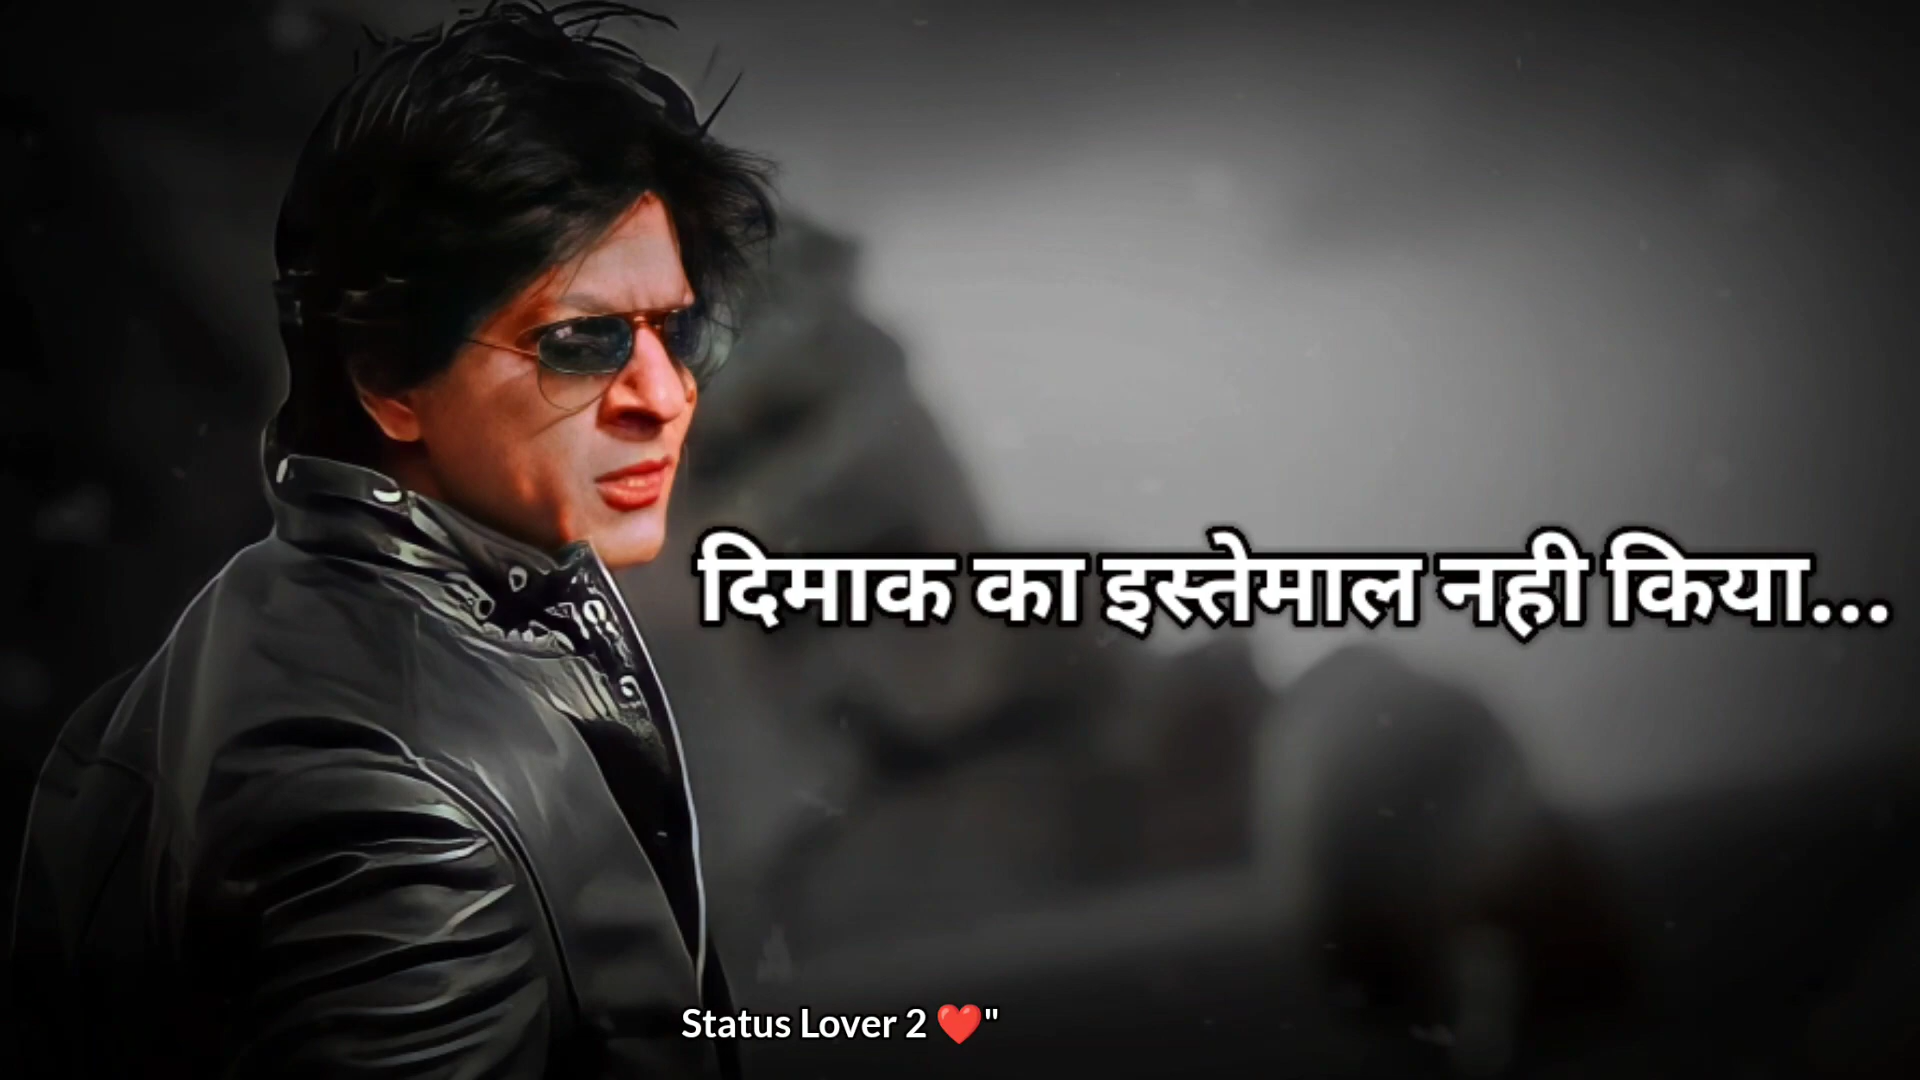 दिमाक का इस्तेमाल नही किया...
Status Lover 2 ❤️"